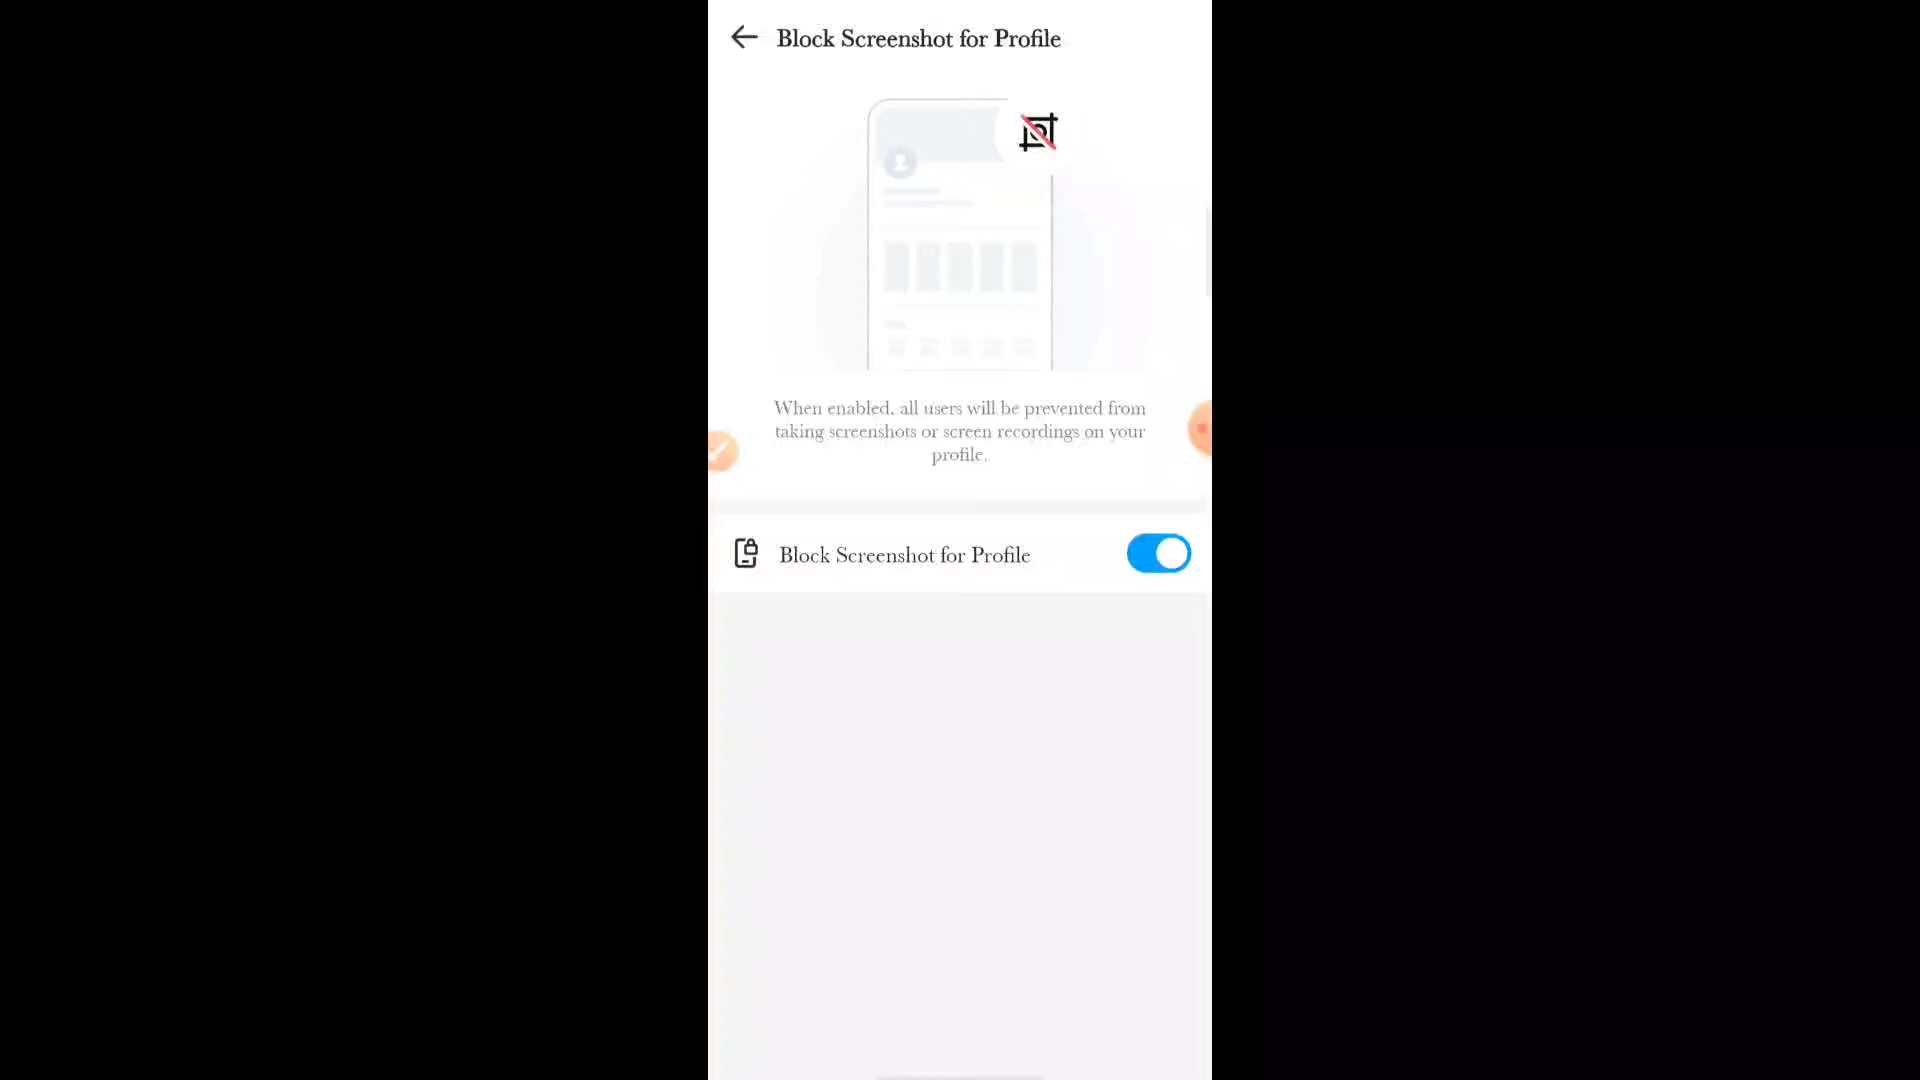 Block Screenshot for Profile
When enabled, all users will be prevented from
taking screenshots or screen recordings on your
profile.
Block Screenshot for Profile